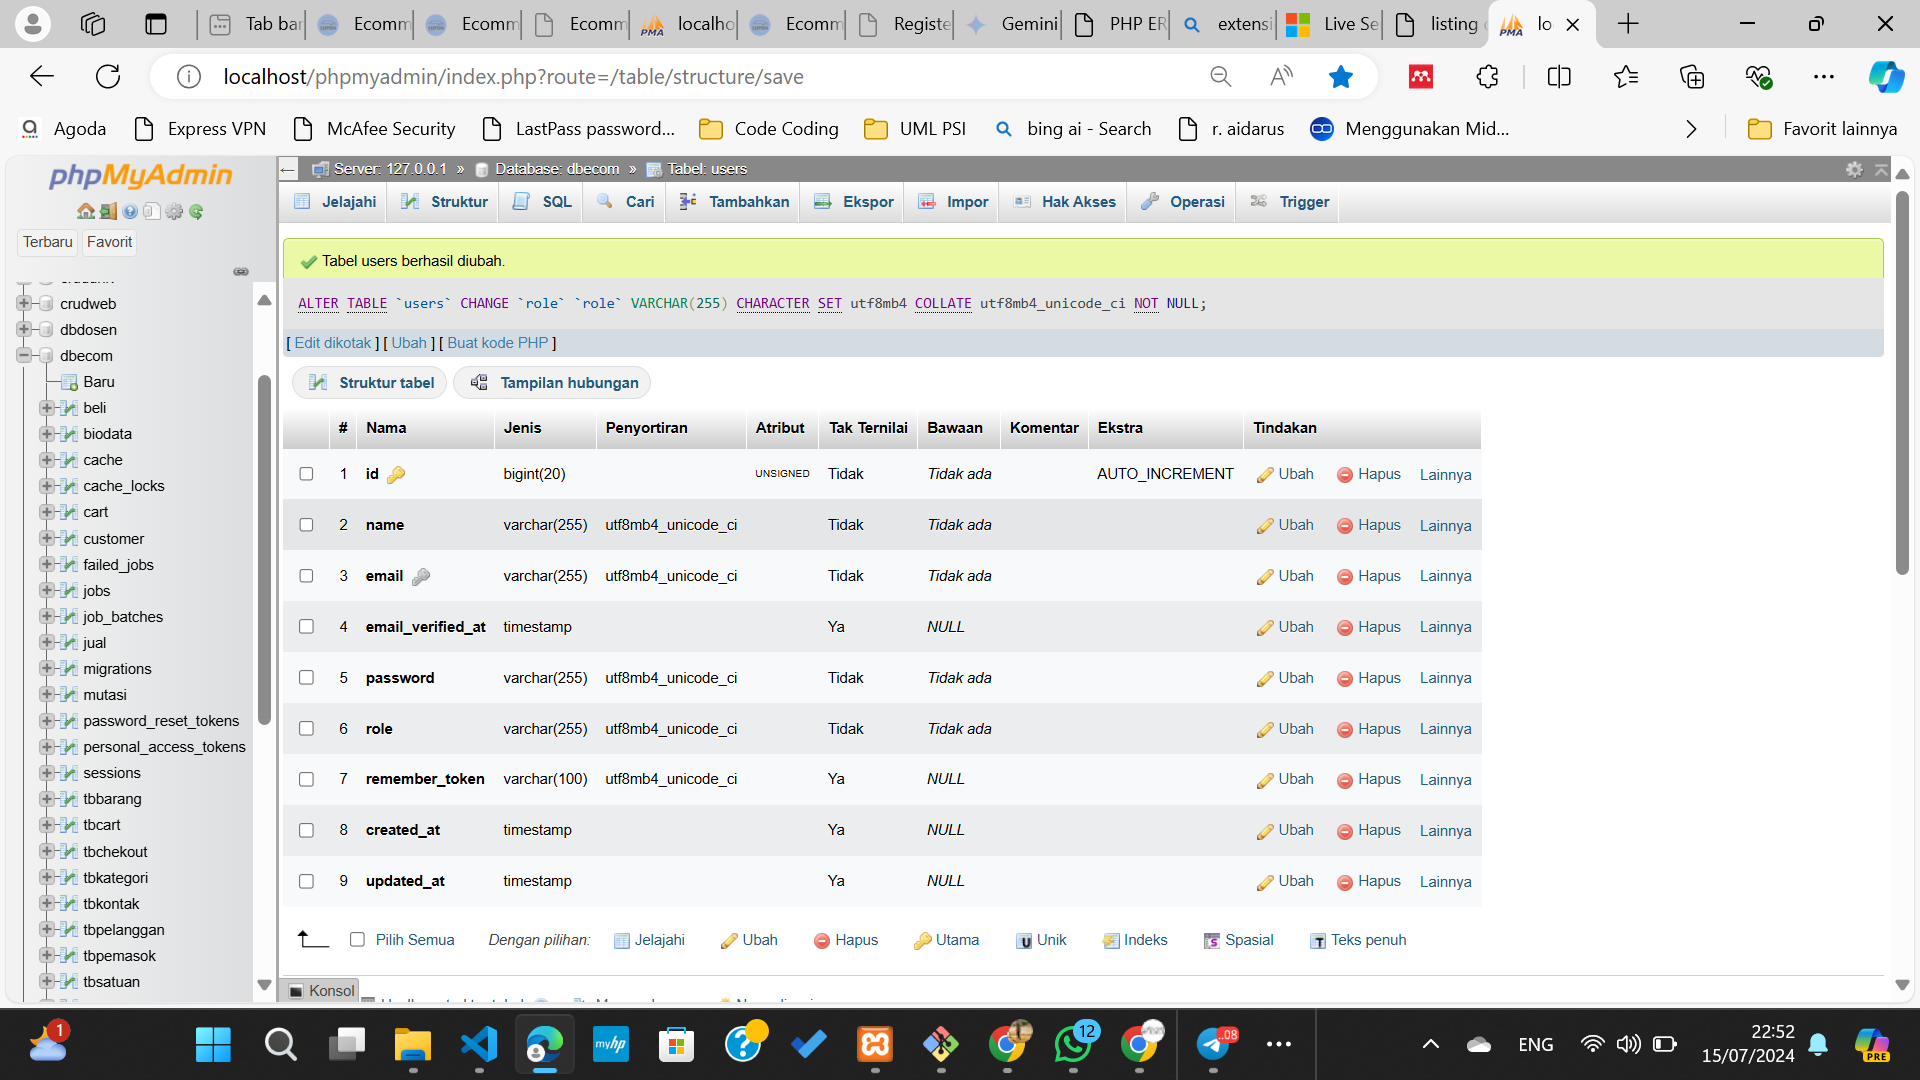 Tab bar
Ecomm
Ecomm
Ecomm
localho
Ecomm
Registe
Gemini
PHP ER
extensi
Live Se
listing
lo
localhost/phpmyadmin/index.php?route=/table/structure/save
Agoda
Express VPN
McAfee Security
LastPass password...
Code Coding
UML PSI
bing ai - Search
r. aidarus
Menggunakan Mid...
Favorit lainnya
phpMyAdmin
Terbaru
Favorit
crudweb
dbdosen
dbecom
Baru
beli
biodata
cache
cache_locks
cart
customer
failed_jobs
jobs
job_batches
jual
migrations
mutasi
password_reset_tokens
personal_access_tokens
sessions
tbbarang
tbcart
tbchekout
tbkategori
tbkontak
tbpelanggan
tbpemasok
tbsatuan
Server: 127.0.0.1 » Database: dbecom » Tabel: users
Jelajahi Struktur SQL Cari Tambahkan Ekspor Impor Hak Akses Operasi Trigger
Tabel users berhasil diubah.
ALTER TABLE `users` CHANGE `role` `role` VARCHAR(255) CHARACTER SET utf8mb4 COLLATE utf8mb4_unicode_ci NOT NULL;
[ Edit dikotak ] [ Ubah ] [ Buat kode PHP ]
Struktur tabel Tampilan hubungan
# Nama Jenis Penyortiran Atribut Tak Ternilai Bawaan Komentar Ekstra Tindakan
1 id bigint(20) UNSIGNED Tidak Tidak ada AUTO_INCREMENT Ubah Hapus Lainnya
2 name varchar(255) utf8mb4_unicode_ci Tidak Tidak ada Ubah Hapus Lainnya
3 email varchar(255) utf8mb4_unicode_ci Tidak Tidak ada Ubah Hapus Lainnya
4 email_verified_at timestamp Ya NULL Ubah Hapus Lainnya
5 password varchar(255) utf8mb4_unicode_ci Tidak Tidak ada Ubah Hapus Lainnya
6 role varchar(255) utf8mb4_unicode_ci Tidak Tidak ada Ubah Hapus Lainnya
7 remember_token varchar(100) utf8mb4_unicode_ci Ya NULL Ubah Hapus Lainnya
8 created_at timestamp Ya NULL Ubah Hapus Lainnya
9 updated_at timestamp Ya NULL Ubah Hapus Lainnya
Pilih Semua Dengan pilihan: Jelajahi Ubah Hapus Utama Unik Indeks Spasial Teks penuh
Konsol
1
myhp
12
..08
ENG
22:52
15/07/2024
PRE